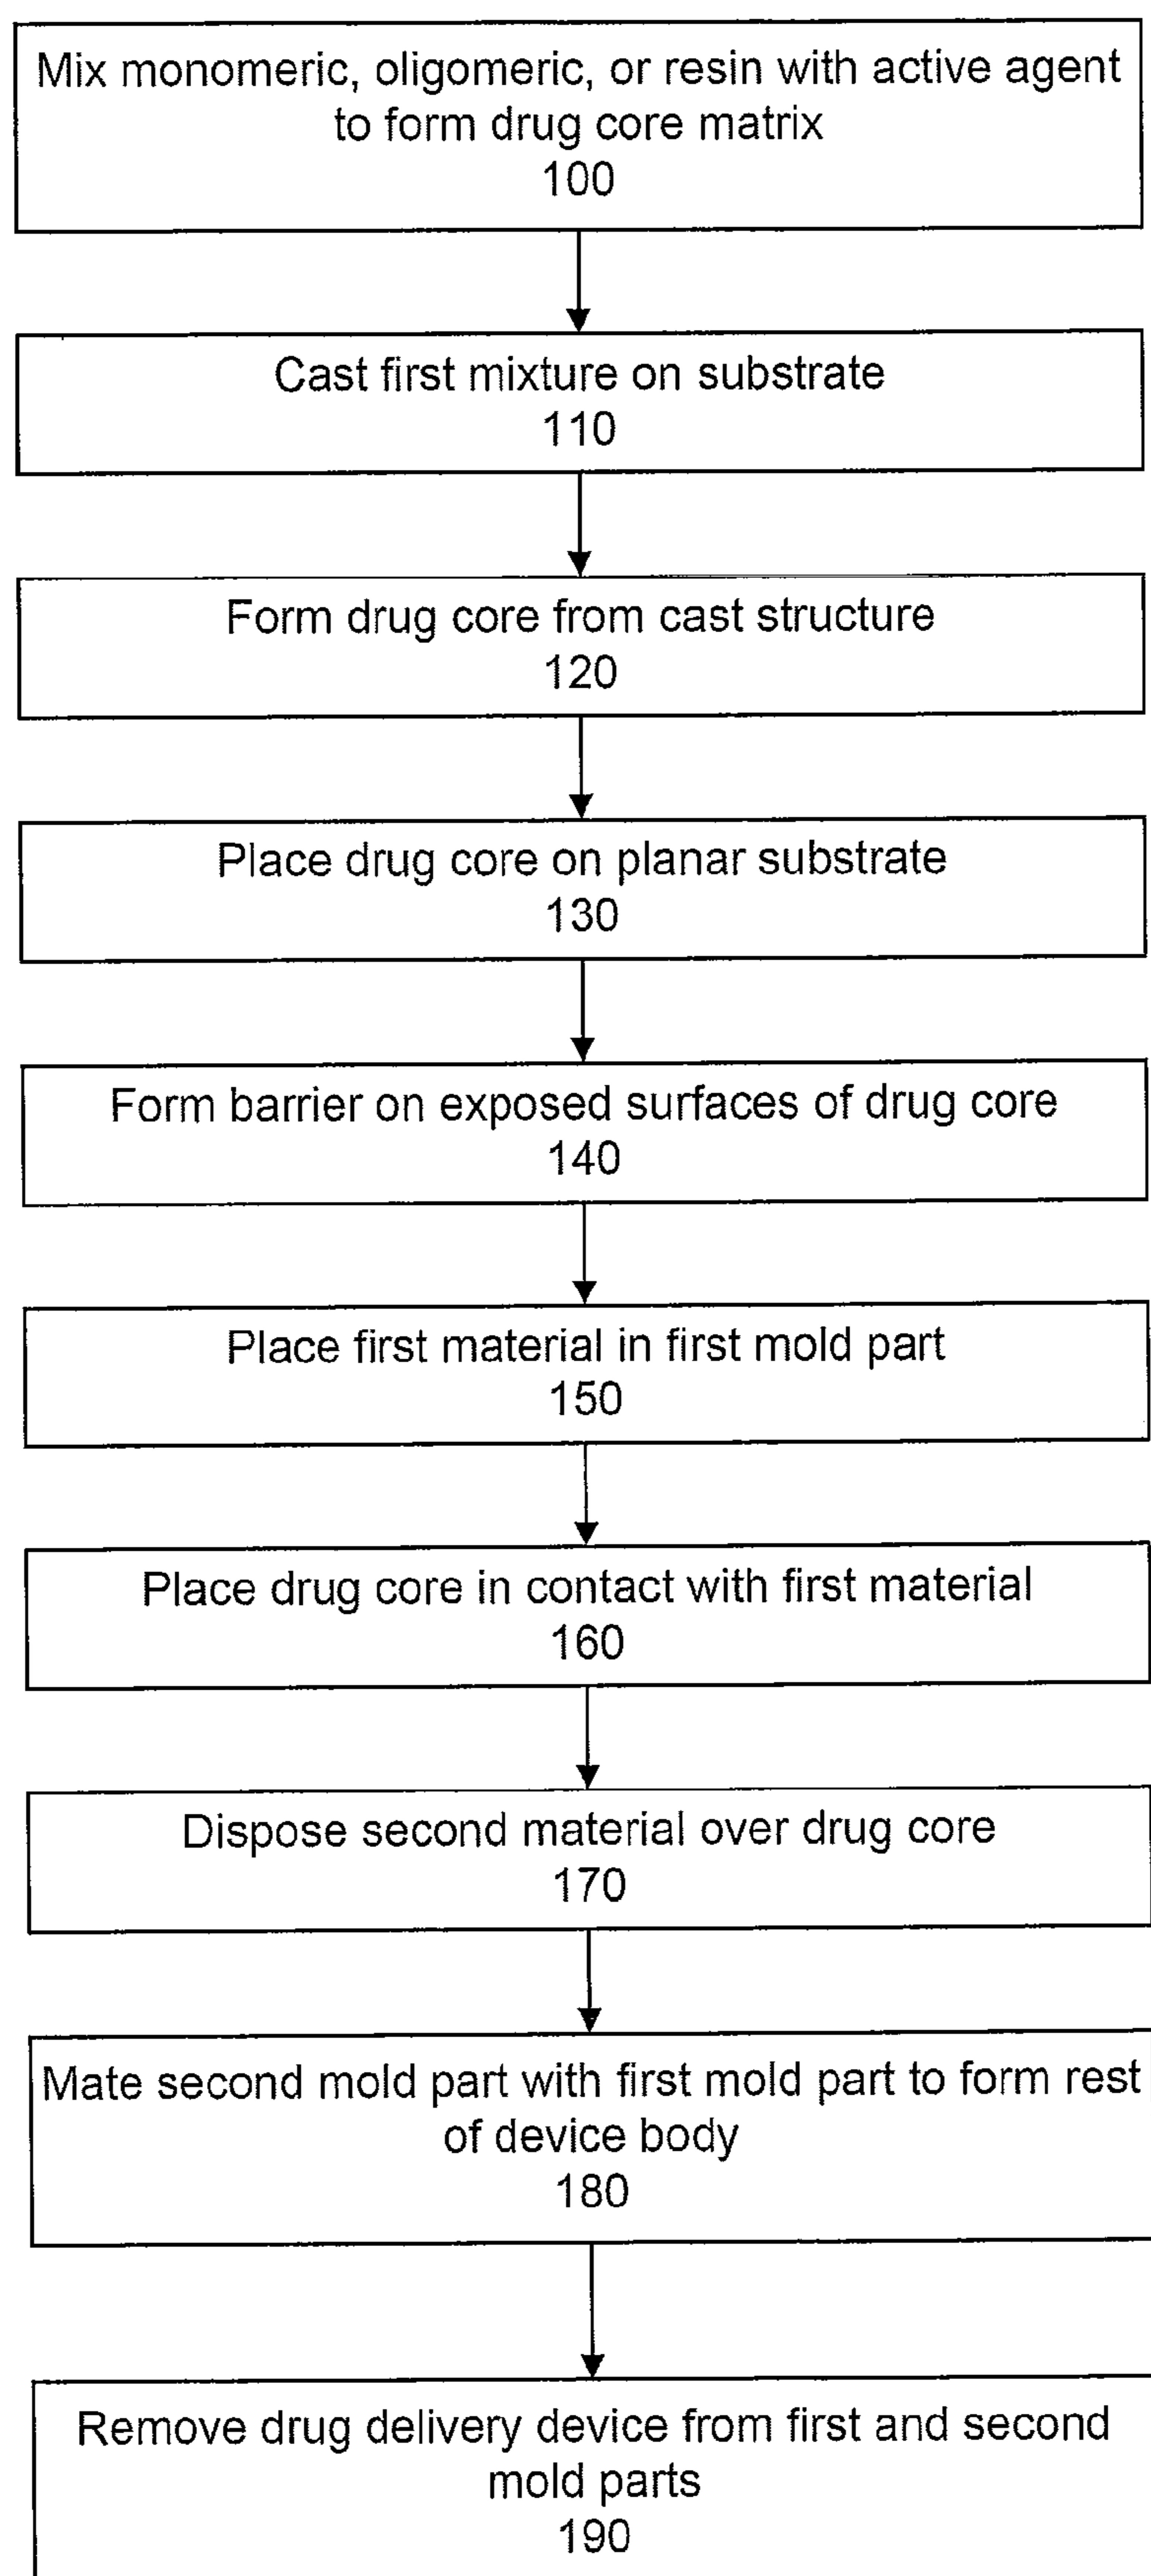 Mix monomeric, oligomeric, or resin with active agent
to form drug core matrix
100
Cast first mixture on substrate
110
Form drug core from cast structure
120
Place drug core on planar substrate
130
Form barrier on exposed surfaces of drug core
140
Place first material in first mold part
150
Place drug core in contact with first material
160
Dispose second material over drug core
170
Mate second mold part with first mold part to form rest
of device body
180
Remove drug delivery device from first and second
mold parts
190